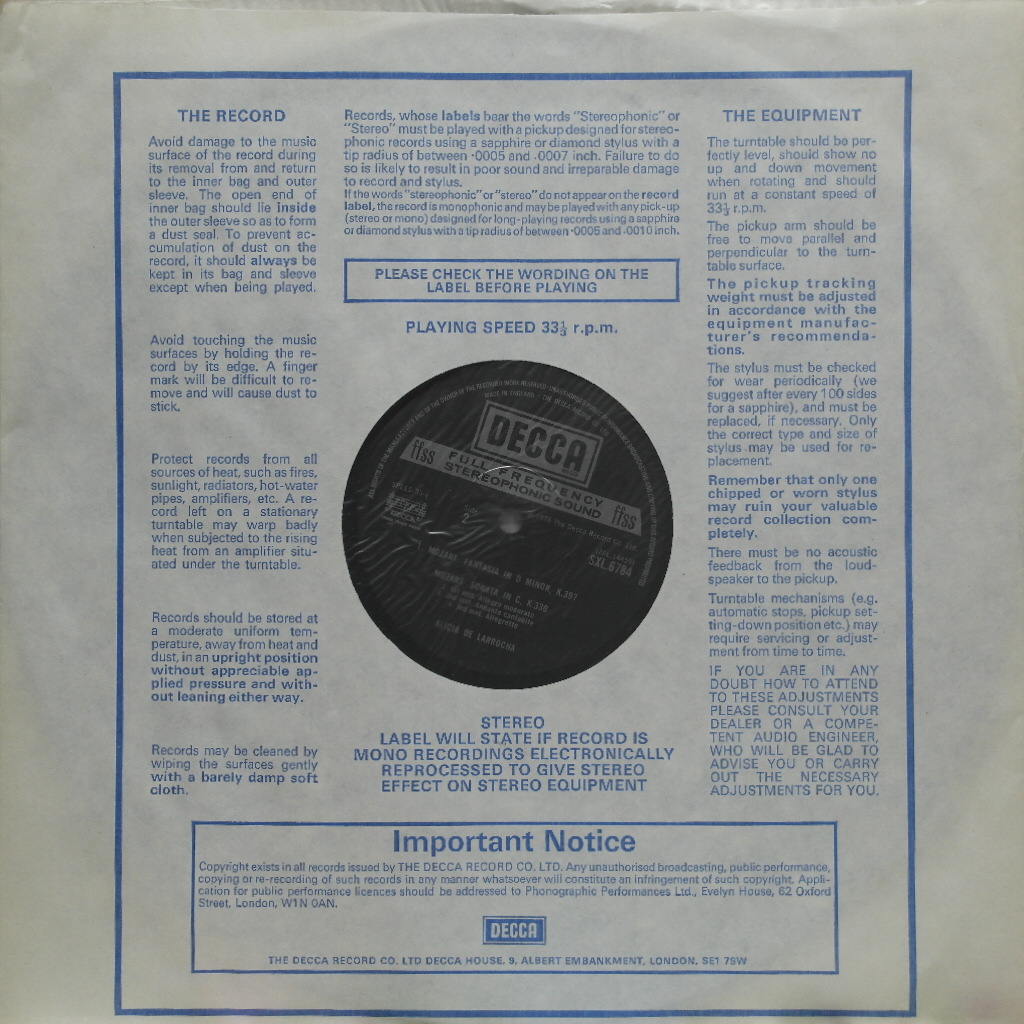 THE RECORD
Avoid damage to the music
surface of the record during
its removal from and return
to the inner bag and outer
sleeve. The open end of
inner bag should lie inside
the outer sleeve so as to form
a dust seal. To prevent ac-
cumulation of dust on the
record, it should always be
kept in its bag and sleeve
except when being played.
Avoid touching the music
surfaces by holding the re-
cord by its edge. A finger
mark will be difficult to re-
move and will cause dust to
stick.
Protect records from all
sources of heat, such as fires,
sunlight, radiators, hot-water
pipes, amplifiers, etc. A re-
cord left on a stationary
turntable may warp badly
when subjected to the rising
heat from an amplifier situ-
ated under the turntable.
Records should be stored at
a moderate uniform tem-
perature, away from heat and
dust, in an upright position
without appreciable ap-
plied pressure and with-
out leaning either way.
Records may be cleaned by
wiping the surfaces gently
with a barely damp soft
cloth.
Records, whose labels bear the words "Stereophonic" or
"Stereo" must be played with a pickup designed for stereo-
phonic records using a sapphire or diamond stylus with a
tip radius of between ·0005 and .0007 inch. Failure to do
so is likely to result in poor sound and irreparable damage
to record and stylus.
If the words "stereophonic" or "stereo" do not appear on the record
label, the record is monophonic and may be played with any pick-up
(stereo or mono) designed for long-playing records using a sapphire
or diamond stylus with a tip radius of between ·0005 and .0010 inch.
PLEASE CHECK THE WORDING ON THE
LABEL BEFORE PLAYING
PLAYING SPEED 33⅓ r.p.m.
DECCA
ffss FULL FREQUENCY
STEREOPHONIC SOUND ffss
2
SXL.6784
MOZART FANTASIA IN D MINOR, K.397
MOZART SONATA IN C, K.330
Allegro moderato
Andante cantabile
Allegretto
ALICIA DE LARROCHA
STEREO
LABEL WILL STATE IF RECORD IS
MONO RECORDINGS ELECTRONICALLY
REPROCESSED TO GIVE STEREO
EFFECT ON STEREO EQUIPMENT
THE EQUIPMENT
The turntable should be per-
fectly level, should show no
up and down movement
when rotating and should
run at a constant speed of
33⅓ r.p.m.
The pickup arm should be
free to move parallel and
perpendicular to the turn-
table surface.
The pickup tracking
weight must be adjusted
in accordance with the
equipment manufac-
turer's recommenda-
tions.
The stylus must be checked
for wear periodically (we
suggest after every 100 sides
for a sapphire), and must be
replaced, if necessary. Only
the correct type and size of
stylus may be used for re-
placement.
Remember that only one
chipped or worn stylus
may ruin your valuable
record collection com-
pletely.
There must be no acoustic
feedback from the loud-
speaker to the pickup.
Turntable mechanisms (e.g.
automatic stops, pickup set-
ting-down position etc.) may
require servicing or adjust-
ment from time to time.
IF YOU ARE IN ANY
DOUBT HOW TO ATTEND
TO THESE ADJUSTMENTS
PLEASE CONSULT YOUR
DEALER OR A COMPE-
TENT AUDIO ENGINEER,
WHO WILL BE GLAD TO
ADVISE YOU OR CARRY
OUT THE NECESSARY
ADJUSTMENTS FOR YOU.
Important Notice
Copyright exists in all records issued by THE DECCA RECORD CO. LTD. Any unauthorised broadcasting, public performance,
copying or re-recording of such records in any manner whatsoever will constitute an infringement of such copyright. Appli-
cation for public performance licences should be addressed to Phonographic Performances Ltd., Evelyn House, 62 Oxford
Street, London, W1N 0AN.
DECCA
THE DECCA RECORD CO. LTD DECCA HOUSE. 9, ALBERT EMBANKMENT, LONDON, SE1 7SW